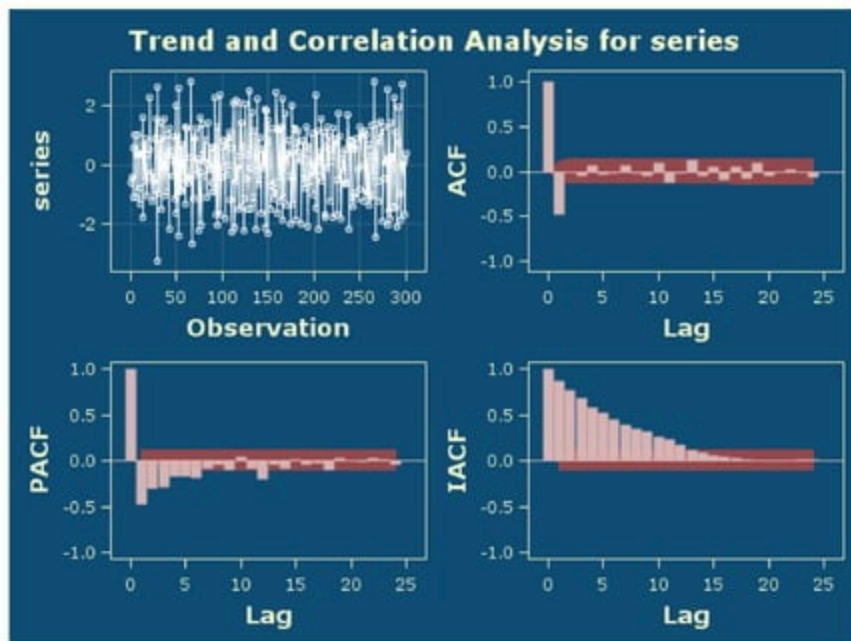 Trend and Correlation Analysis for series
series
2
0
-2
0 50 100 150 200 250 300
Observation
ACF
1.0
0.5
0.0
-0.5
-1.0
0 5 10 15 20 25
Lag
PACF
1.0
0.5
0.0
-0.5
-1.0
0 5 10 15 20 25
Lag
IACF
1.0
0.5
0.0
-0.5
-1.0
0 5 10 15 20 25
Lag